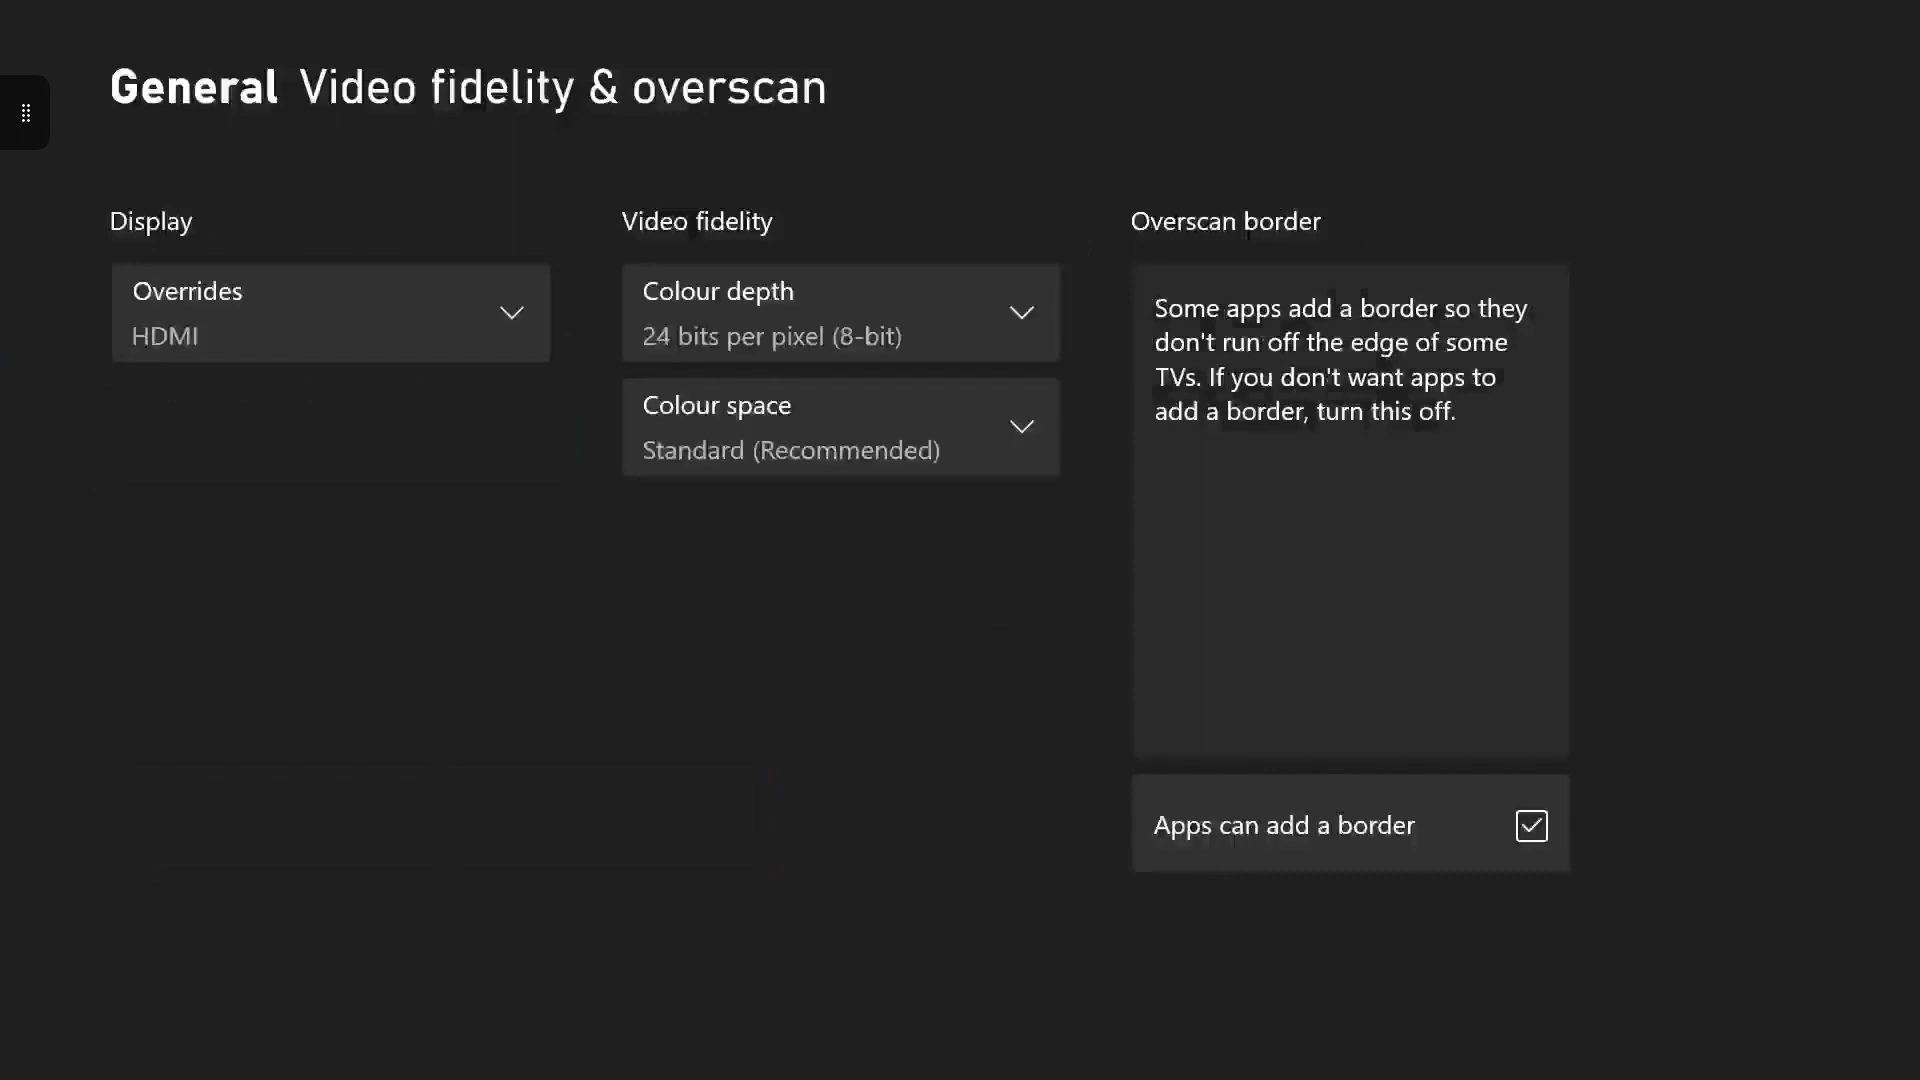 General Video fidelity & overscan
Display
Overrides
HDMI
Video fidelity
Colour depth
24 bits per pixel (8-bit)
Colour space
Standard (Recommended)
Overscan border
Some apps add a border so they
don't run off the edge of some
TVs. If you don't want apps to
add a border, turn this off.
Apps can add a border